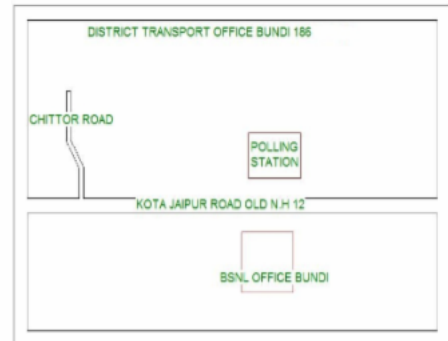 DISTRICT TRANSPORT OFFICE BUNDI 186
CHITTOR ROAD
POLLING
STATION
KOTA JAIPUR ROAD OLD N.H 12
BSNL OFFICE BUNDI